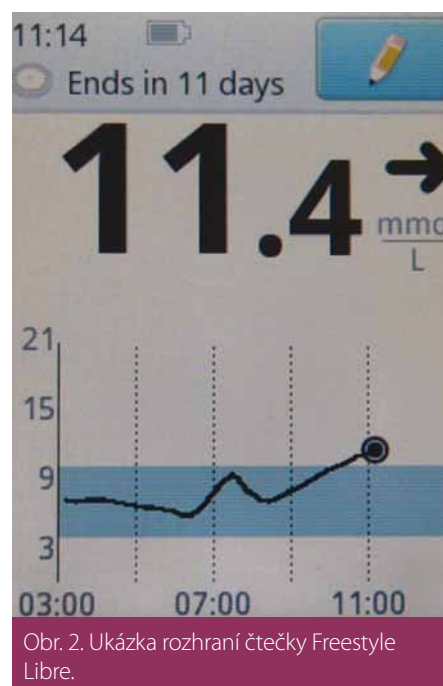 11:14
Ends in 11 days
11.4
mmo
L
21
15
9
3
03:00 07:00 11:00
Obr. 2. Ukázka rozhraní čtečky Freestyle
Libre.